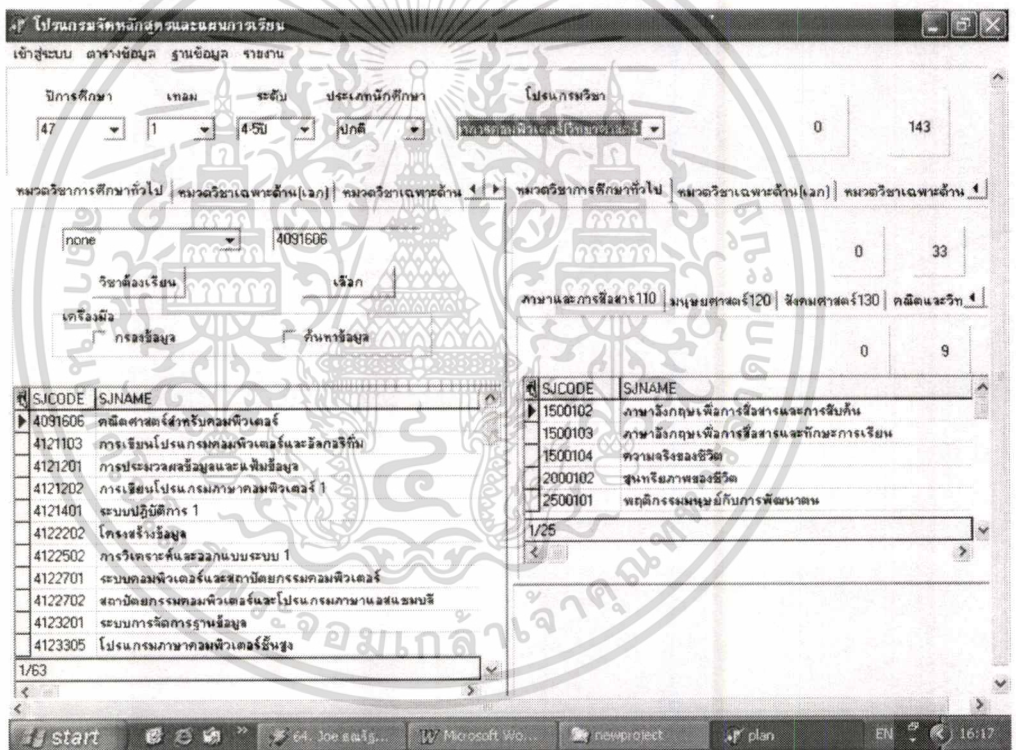 โปรแกรมจัดหลักสูตรและแผนการเรียน
เข้าสู่ระบบ ตารางข้อมูล ฐานข้อมูล รายงาน
ปีการศึกษา เทอม ระดับ ประเภทนักศึกษา โปรแกรมวิชา
47 1 4-5ปี ปกติ 0 143
หมวดวิชาการศึกษาทั่วไป หมวดวิชาเฉพาะด้าน(เอก) หมวดวิชาเฉพาะด้าน
หมวดวิชาการศึกษาทั่วไป หมวดวิชาเฉพาะด้าน(เอก) หมวดวิชาเฉพาะด้าน
none 4091606
0 33
วิชาต้องเรียน เลือก
ภาษาและการสื่อสาร110 มนุษยศาสตร์120 สังคมศาสตร์130 คณิตและวิท
เครื่องมือ
กรองข้อมูล ค้นหาข้อมูล
0 9
SJCODE SJNAME
4091606 คณิตศาสตร์สำหรับคอมพิวเตอร์
4121103 การเขียนโปรแกรมคอมพิวเตอร์และอัลกอริทึ่ม
4121201 การประมวลผลข้อมูลและแฟ้มข้อมูล
4121202 การเขียนโปรแกรมภาษาคอมพิวเตอร์ 1
4121401 ระบบปฏิบัติการ 1
4122202 โครงสร้างข้อมูล
4122502 การวิเคราะห์และออกแบบระบบ 1
4122701 ระบบคอมพิวเตอร์และสถาปัตยกรรมคอมพิวเตอร์
4122702 สถาปัตยกรรมคอมพิวเตอร์และโปรแกรมภาษาแอสแซมบลี
4123201 ระบบการจัดการฐานข้อมูล
4123305 โปรแกรมภาษาคอมพิวเตอร์ชั้นสูง
1/63
SJCODE SJNAME
1500102 ภาษาอังกฤษเพื่อการสื่อสารและการสืบค้น
1500103 ภาษาอังกฤษเพื่อการสื่อสารและทักษะการเรียน
1500104 ความจริงของชีวิต
2000102 สุนทรียภาพของชีวิต
2500101 พฤติกรรมมนุษย์กับการพัฒนาตน
1/25
start 64. Joe Microsoft Wo... nowproject plan EN 16:17